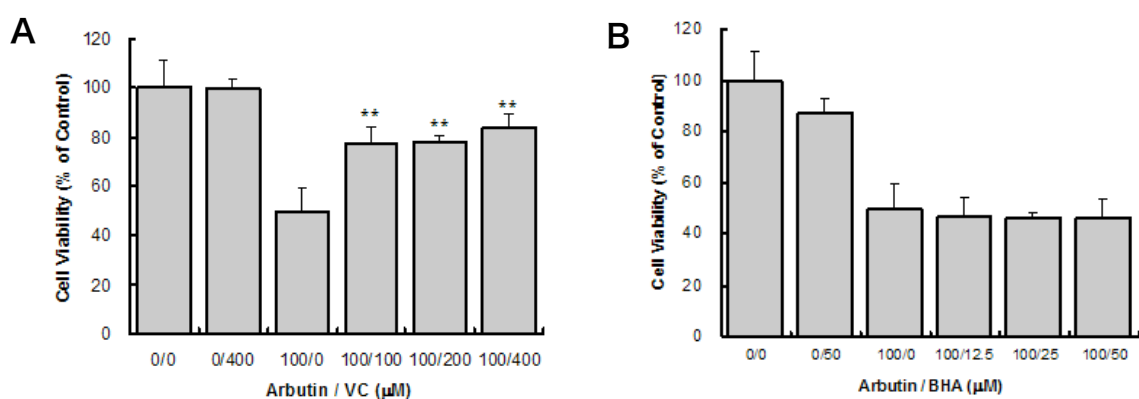 A
Cell Viability (% of Control)
120
100
80
60
40
20
0
**
**
**
0/0 0/400 100/0 100/100 100/200 100/400
Arbutin / VC (μM)
B
Cell Viability (% of Control)
120
100
80
60
40
20
0
0/0 0/50 100/0 100/12.5 100/25 100/50
Arbutin / BHA (μM)